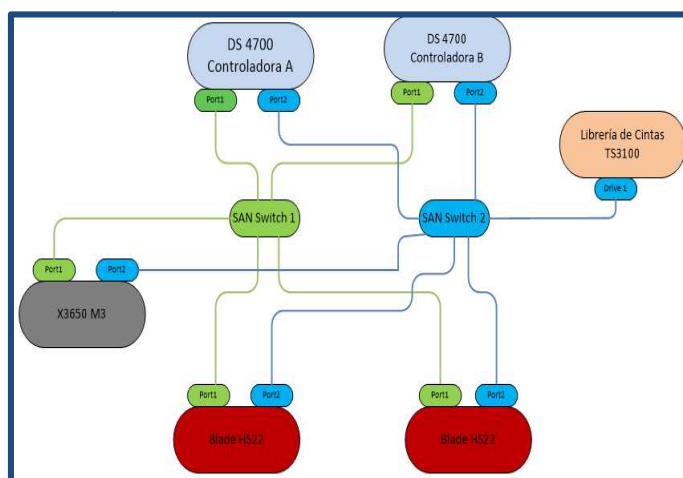 DS 4700
Controladora A
DS 4700
Controladora B
Port1
Port2
Port1
Port2
Librería de Cintas
TS3100
Drive 1
SAN Switch 1
SAN Switch 2
Port1
Port2
X3650 M3
Port1
Port2
Port1
Port2
Blade HS22
Blade HS22